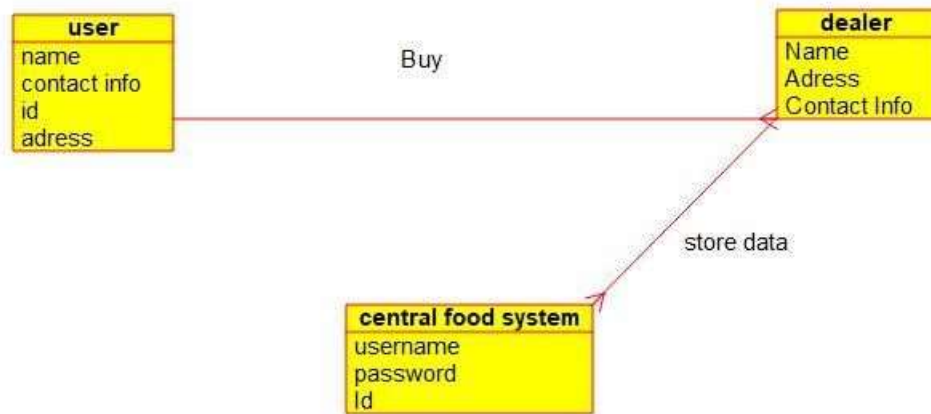 user
name
contact info
id
adress
Buy
dealer
Name
Adress
Contact Info
store data
central food system
username
password
Id